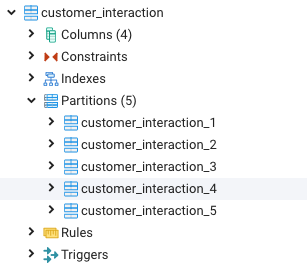 customer_interaction
Columns (4)
Constraints
Indexes
Partitions (5)
customer_interaction_1
customer_interaction_2
customer_interaction_3
customer_interaction_4
customer_interaction_5
Rules
Triggers